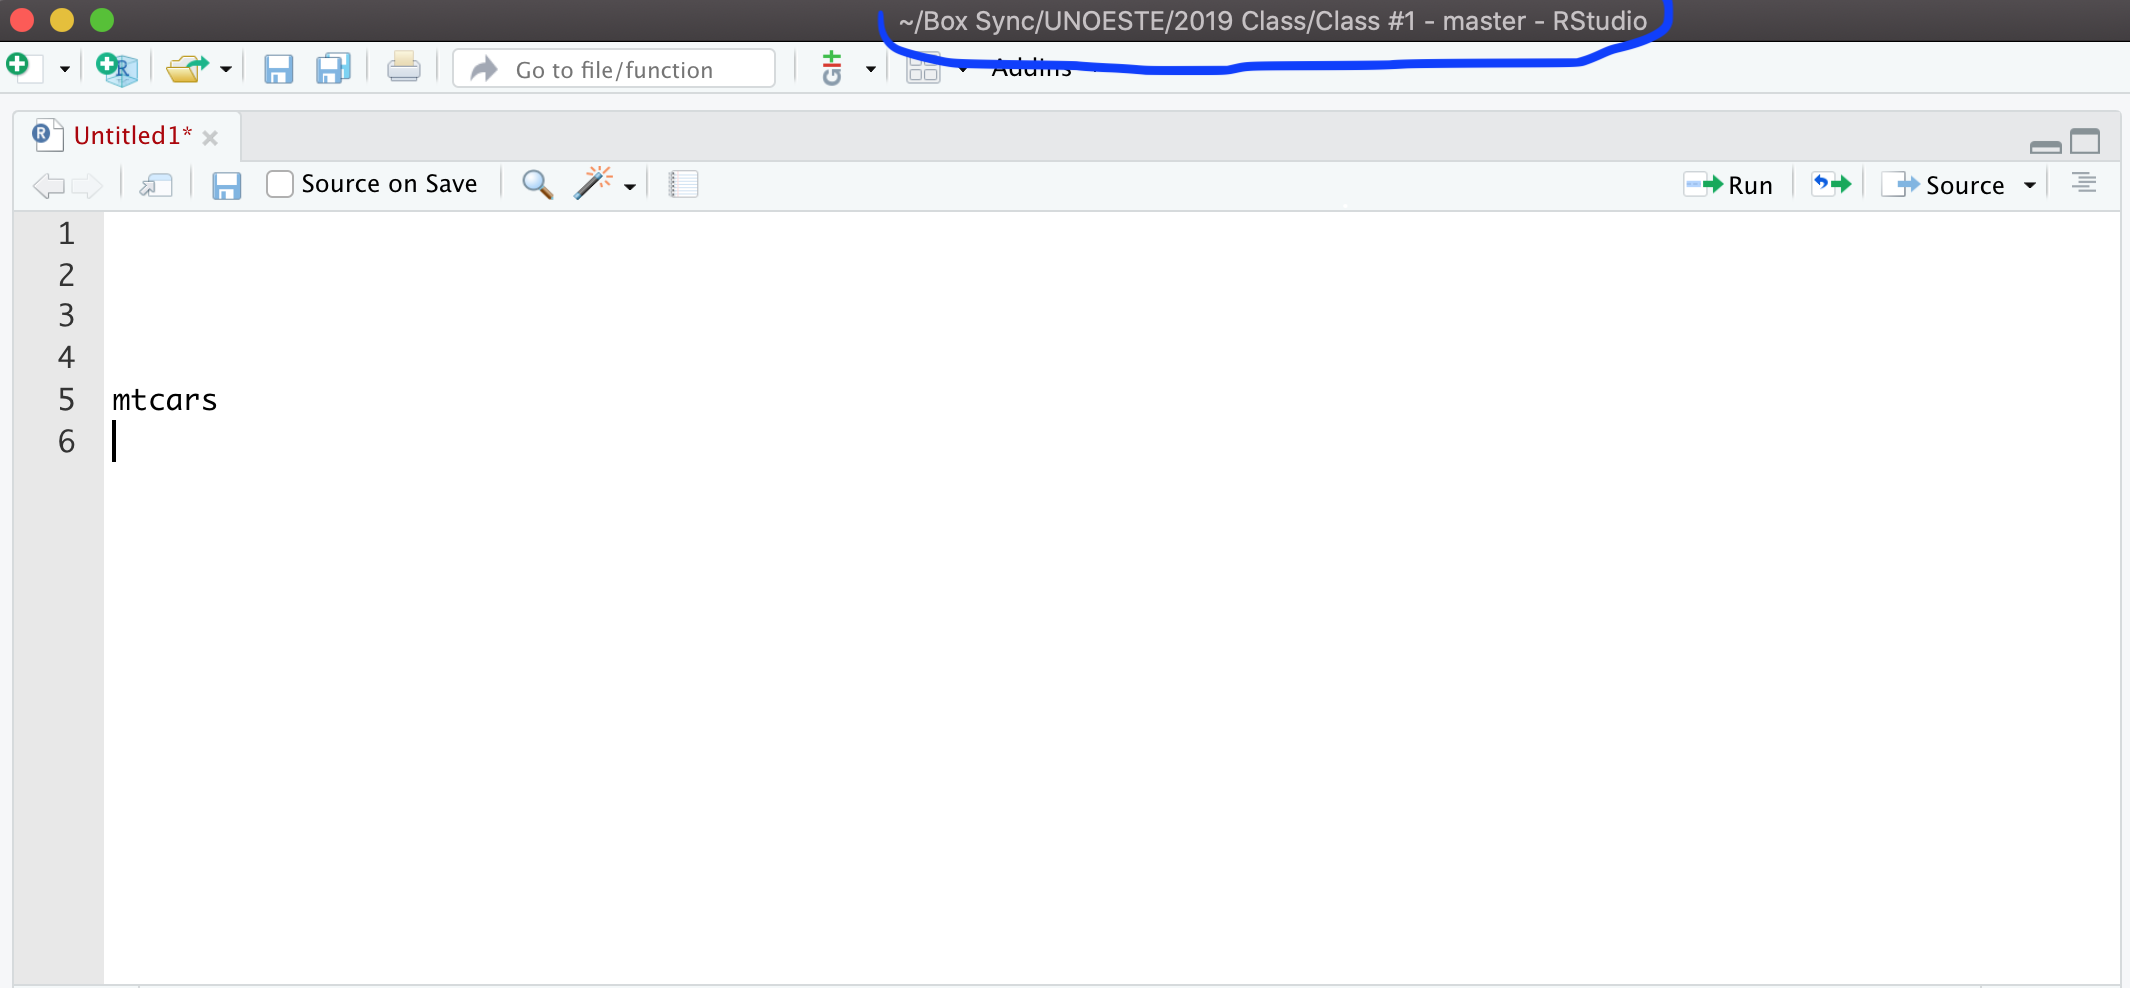 ~/Box Sync/UNOESTE/2019 Class/Class #1 - master - RStudio
Go to file/function
Addins
Untitled1*
Source on Save
Run
Source
1
2
3
4
5 mtcars
6